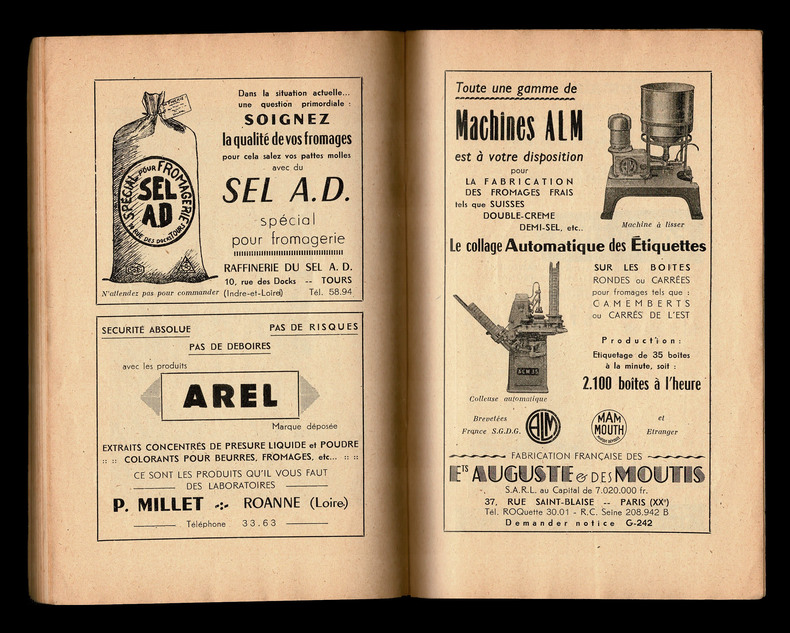 Dans la situation actuelle...
une question primordiale :
SOIGNEZ
la qualité de vos fromages
pour cela salez vos pattes molles
avec du
SEL A.D.
spécial
pour fromagerie
RAFFINERIE DU SEL A. D.
10, rue des Docks -- TOURS
(Indre-et-Loire) Tél. 58.94
SPÉCIAL POUR FROMAGERIE
SEL
AD
RUE DES DOCKS TOURS
N'attendez pas pour commander
SECURITÉ ABSOLUE
PAS DE RISQUES
PAS DE DEBOIRES
avec les produits
AREL
Marque déposée
EXTRAITS CONCENTRÉS DE PRESURE LIQUIDE et POUDRE
:: :: COLORANTS POUR BEURRES, FROMAGES, etc... :: ::
CE SONT LES PRODUITS QU'IL VOUS FAUT
DES LABORATOIRES
P. MILLET -:- ROANNE (Loire)
Téléphone 33.63
Toute une gamme de
Machines ALM
est à votre disposition
pour
LA FABRICATION
DES FROMAGES FRAIS
tels que SUISSES
DOUBLE-CREME
DEMI-SEL, etc..
Machine à lisser
Le collage Automatique des Étiquettes
SUR LES BOITES
RONDES ou CARRÉES
pour fromages tels que :
CAMEMBERTS
ou CARRÉS DE L'EST
Production:
Etiquetage de 35 boites
à la minute, soit :
2.100 boites à l'heure
Colleuse automatique
Brevetées
France S.G.D.G.
ALM
MAM
MOUTH
et
Etranger
FABRICATION FRANÇAISE DES
Ets AUGUSTE & DES MOUTIS
S.A.R.L. au Capital de 7.020.000 fr.
37, RUE SAINT-BLAISE -- PARIS (XXe)
Tél. ROQuette 30.01 - R.C. Seine 208.942 B
Demander notice G-242